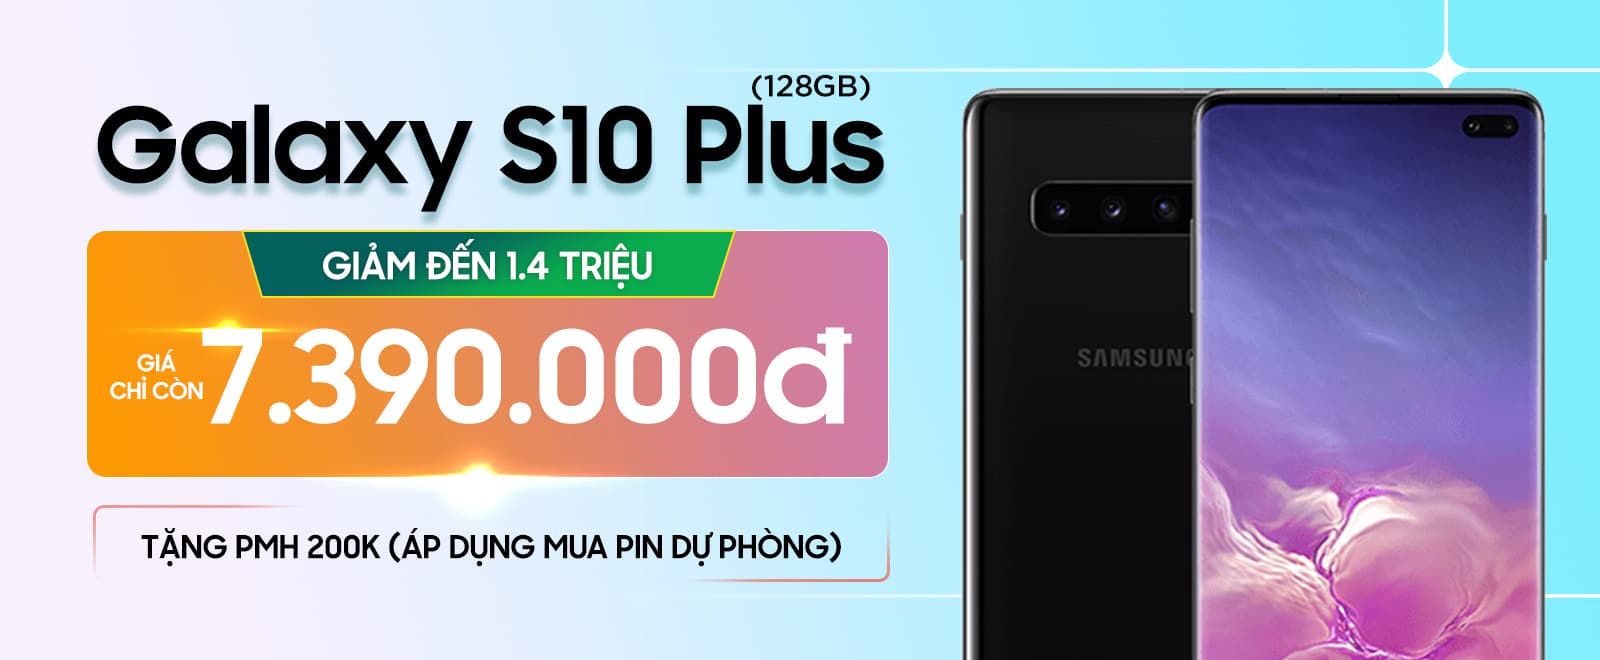 (128GB)
Galaxy S10 Plus
GIẢM ĐẾN 1.4 TRIỆU
GIÁ
CHỈ CÒN
7.390.000đ
TẶNG PMH 200K (ÁP DỤNG MUA PIN DỰ PHÒNG)
SAMSUNG